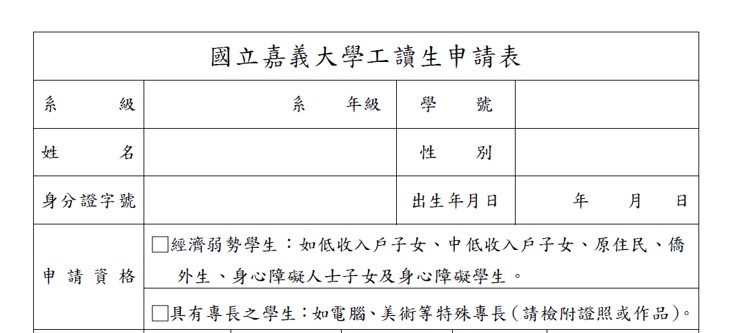 國立嘉義大學工讀生申請表
系 級 系 年級 學 號
姓 名 性 別
身分證字號 出生年月日 年 月 日
申請資格
□經濟弱勢學生：如低收入戶子女、中低收入戶子女、原住民、僑
外生、身心障礙人士子女及身心障礙學生。
□具有專長之學生：如電腦、美術等特殊專長(請檢附證照或作品)。